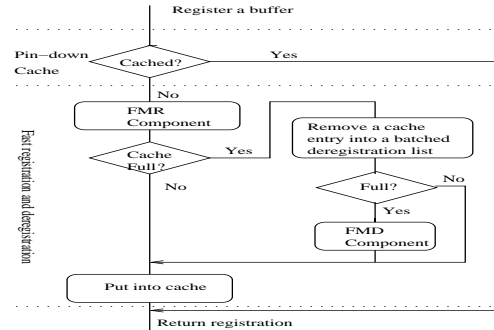 Register a buffer
Pin-down
Cache
Cached?
Yes
No
FMR
Component
Cache
Full?
Yes
No
Remove a cache
entry into a batched
deregistration list
Full?
No
Yes
FMD
Component
Fast registration and deregistration
Put into cache
Return registration